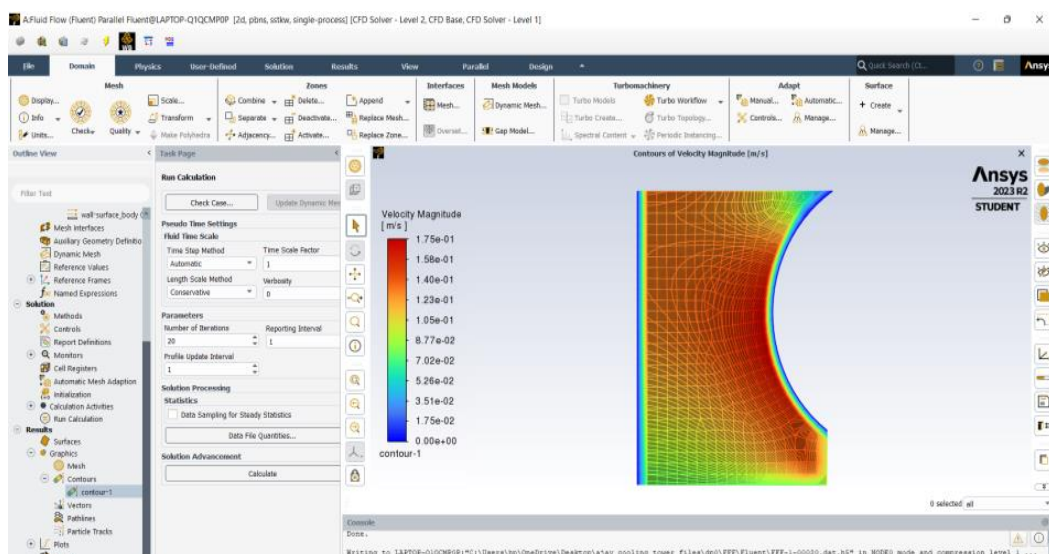 A:Fluid Flow (Fluent) Parallel Fluent@LAPTOP-Q1QCMP0P [2d, pbns, sstkw, single-process] [CFD Solver - Level 2, CFD Base, CFD Solver - Level 1]
File Domain Physics User-Defined Solution Results View Parallel Design Quick Search (Ct... Ansys
Mesh Zones Interfaces Mesh Models Turbomachinery Adapt Surface
Display... Scale... Combine Delete... Append Mesh... Dynamic Mesh... Turbo Models Turbo Workflow Manual... Automatic... + Create
Info Check Quality Transform Separate Deactivate... Replace Mesh... Turbo Create... Turbo Topology... Controls... Manage...
Units... Make Polyhedra Adjacency... Activate... Replace Zone... Overset... Gap Model... Spectral Content Periodic Instancing... Manage...
Outline View
Filter Text
wall-surface_body
Mesh Interfaces
Auxiliary Geometry Definitio
Dynamic Mesh
Reference Values
Reference Frames
Named Expressions
Solution
Methods
Controls
Report Definitions
Monitors
Cell Registers
Automatic Mesh Adaption
Initialization
Calculation Activities
Run Calculation
Results
Surfaces
Graphics
Mesh
Contours
contour-1
Vectors
Pathlines
Particle Tracks
Plots
Task Page
Run Calculation
Check Case... Update Dynamic Me
Pseudo Time Settings
Fluid Time Scale
Time Step Method Time Scale Factor
Automatic 1
Length Scale Method Verbosity
Conservative 0
Parameters
Number of Iterations Reporting Interval
20 1
Profile Update Interval
1
Solution Processing
Statistics
Data Sampling for Steady Statistics
Data File Quantities...
Solution Advancement
Calculate
Contours of Velocity Magnitude [m/s]
Ansys
2023 R2
STUDENT
Velocity Magnitude
[ m/s ]
1.75e-01
1.58e-01
1.40e-01
1.23e-01
1.05e-01
8.77e-02
7.02e-02
5.26e-02
3.51e-02
1.75e-02
0.00e+00
contour-1
0 selected all
Console
Done.